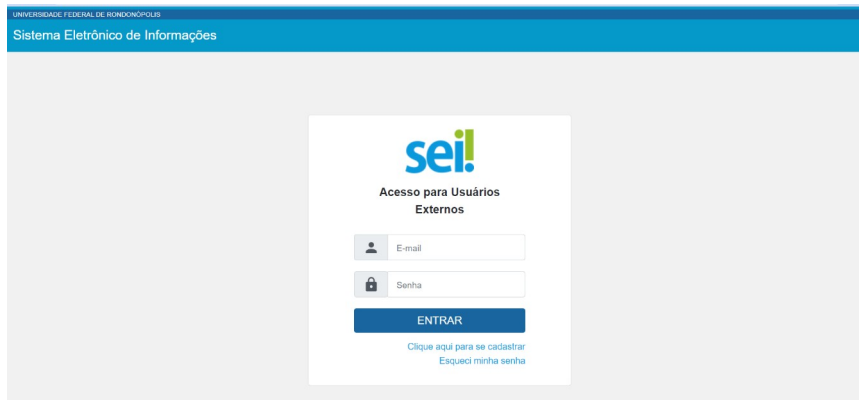 UNIVERSIDADE FEDERAL DE RONDONÓPOLIS
Sistema Eletrônico de Informações
sei!
Acesso para Usuários
Externos
E-mail
Senha
ENTRAR
Clique aqui para se cadastrar
Esqueci minha senha